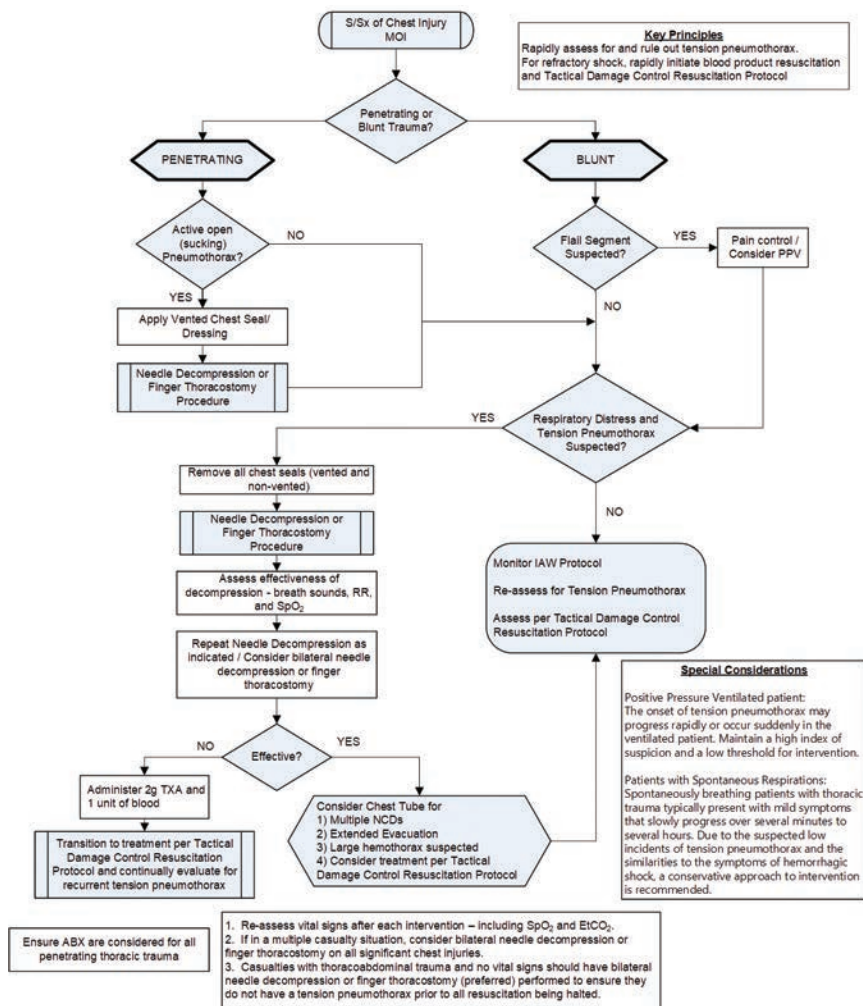 S/Sx of Chest Injury
MOI
Key Principles
Rapidly assess for and rule out tension pneumothorax.
For refractory shock, rapidly initiate blood product resuscitation
and Tactical Damage Control Resuscitation Protocol
Penetrating or
Blunt Trauma?
PENETRATING
BLUNT
Active open
(sucking)
Pneumothorax?
NO
YES
Flail Segment
Suspected?
YES
Pain control /
Consider PPV
NO
Apply Vented Chest Seal/
Dressing
Needle Decompression or
Finger Thoracostomy
Procedure
Respiratory Distress and
Tension Pneumothorax
Suspected?
YES
NO
Remove all chest seals (vented and
non-vented)
Needle Decompression or
Finger Thoracostomy
Procedure
Assess effectiveness of
decompression - breath sounds, RR,
and SpO₂
Repeat Needle Decompression as
indicated / Consider bilateral needle
decompression or finger
thoracostomy
Monitor IAW Protocol
Re-assess for Tension Pneumothorax
Assess per Tactical Damage Control
Resuscitation Protocol
Effective?
NO
YES
Administer 2g TXA and
1 unit of blood
Transition to treatment per Tactical
Damage Control Resuscitation
Protocol and continually evaluate for
recurrent tension pneumothorax
Consider Chest Tube for
1) Multiple NCDs
2) Extended Evacuation
3) Large hemothorax suspected
4) Consider treatment per Tactical
Damage Control Resuscitation Protocol
Special Considerations
Positive Pressure Ventilated patient:
The onset of tension pneumothorax may
progress rapidly or occur suddenly in the
ventilated patient. Maintain a high index of
suspicion and a low threshold for intervention.
Patients with Spontaneous Respirations:
Spontaneously breathing patients with thoracic
trauma typically present with mild symptoms
that slowly progress over several minutes to
several hours. Due to the suspected low
incidents of tension pneumothorax and the
similarities to the symptoms of hemorrhagic
shock, a conservative approach to intervention
is recommended.
Ensure ABX are considered for all
penetrating thoracic trauma
1. Re-assess vital signs after each intervention – including SpO₂ and EtCO₂.
2. If in a multiple casualty situation, consider bilateral needle decompression or
finger thoracostomy on all significant chest injuries.
3. Casualties with thoracoabdominal trauma and no vital signs should have bilateral
needle decompression or finger thoracostomy (preferred) performed to ensure they
do not have a tension pneumothorax prior to all resuscitation being halted.